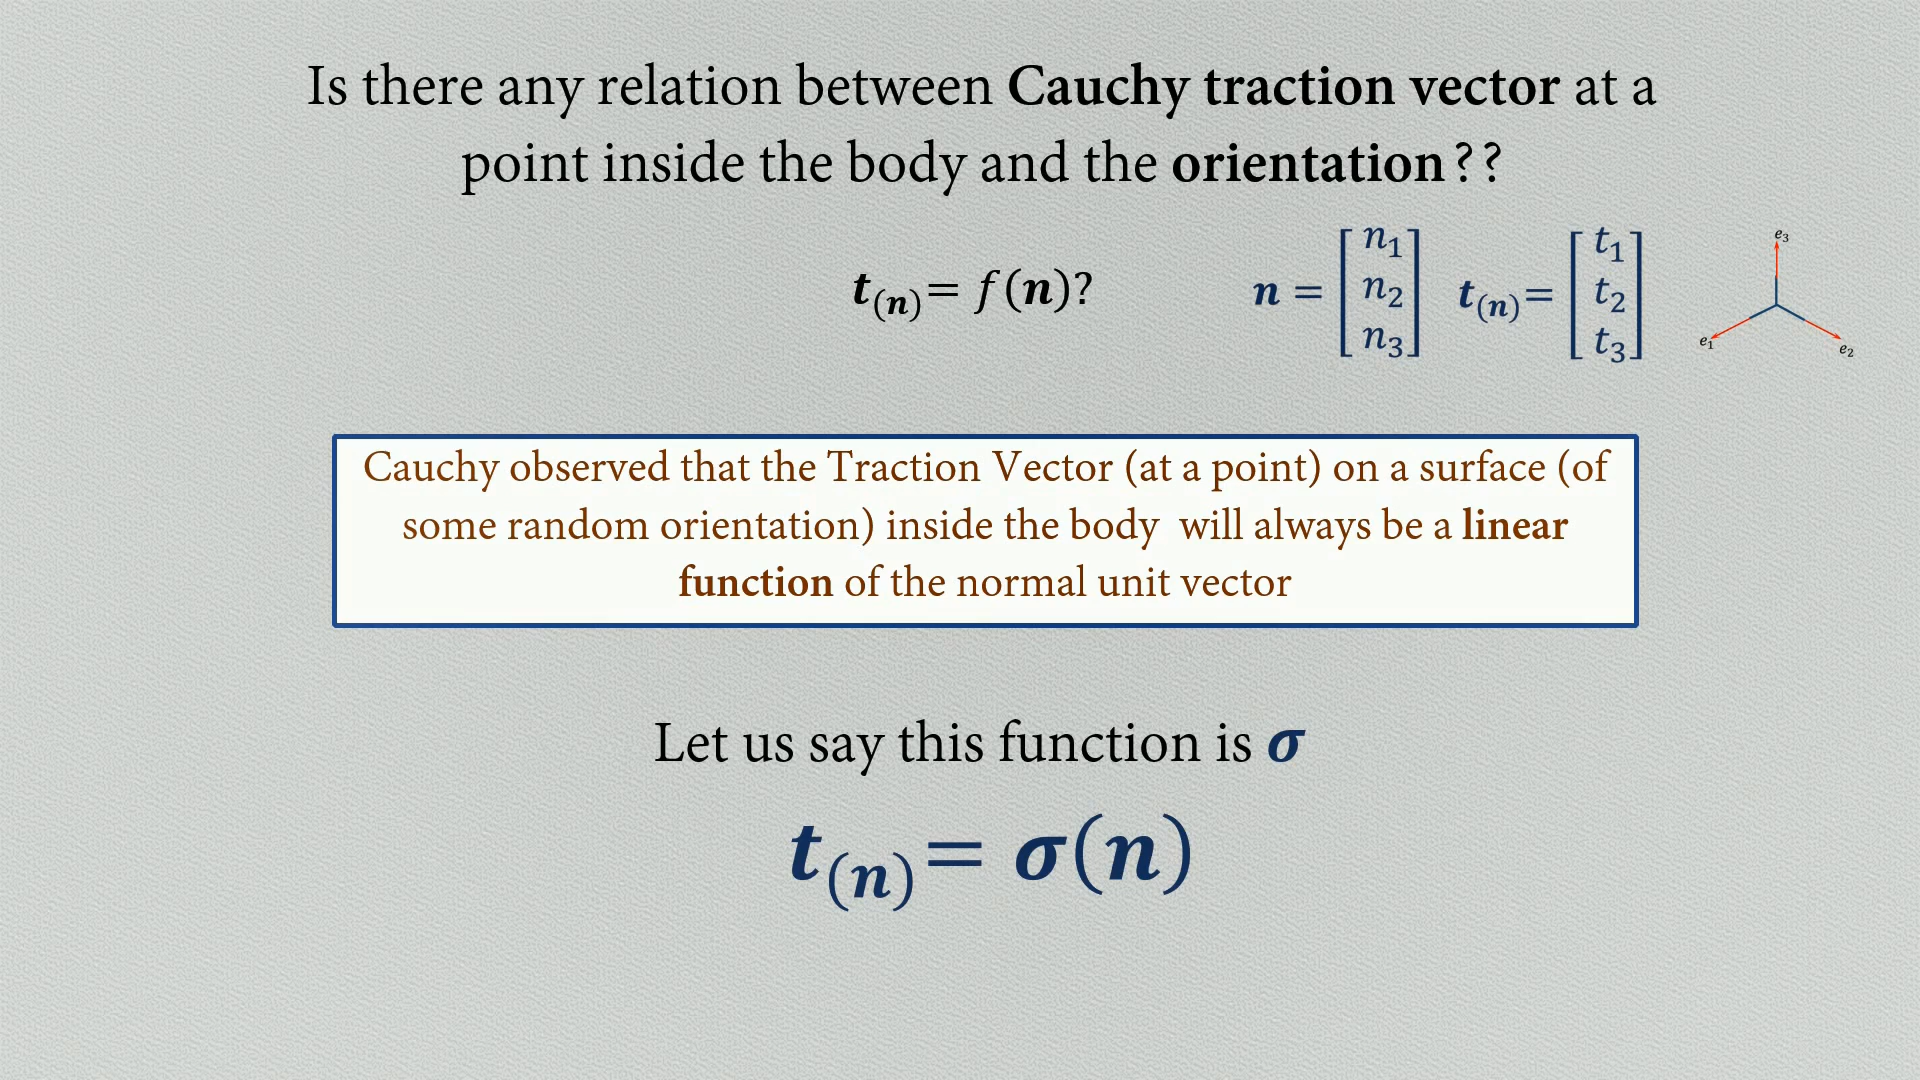 Is there any relation between Cauchy traction vector at a
point inside the body and the orientation??
t(n)= f(n)?
n = [n1 n2 n3] t(n)= [t1 t2 t3]
e3
e1
e2
Cauchy observed that the Traction Vector (at a point) on a surface (of
some random orientation) inside the body will always be a linear
function of the normal unit vector
Let us say this function is σ
t(n)= σ(n)